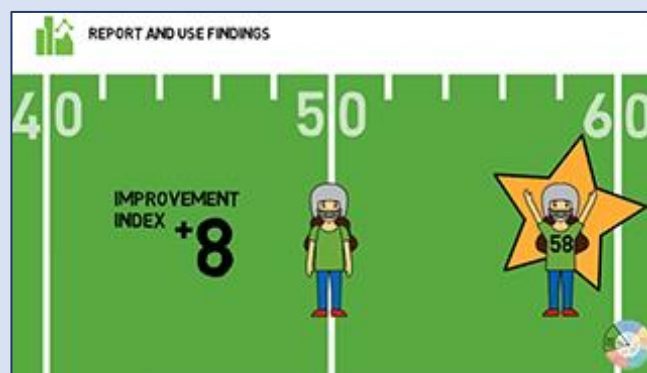 REPORT AND USE FINDINGS
40 50 60
IMPROVEMENT
INDEX +8
58